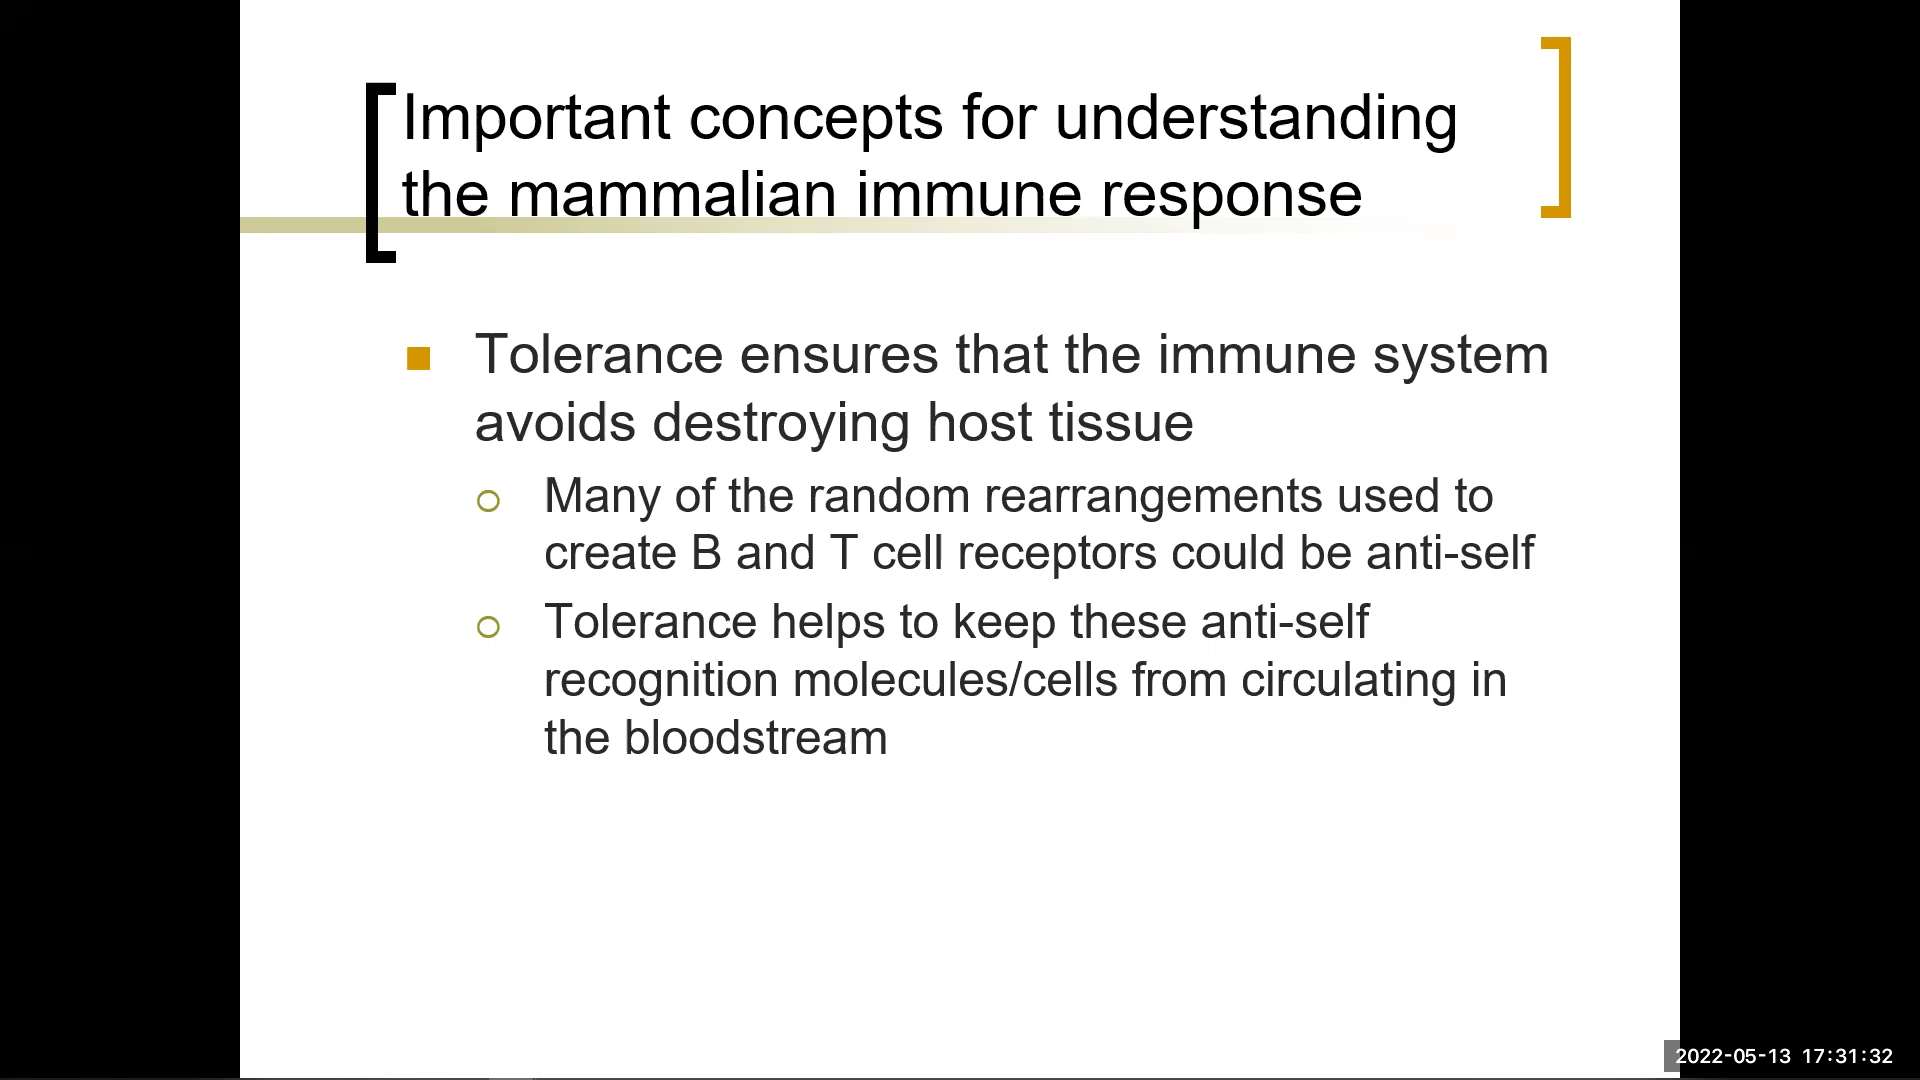 Important concepts for understanding
the mammalian immune response
Tolerance ensures that the immune system
avoids destroying host tissue
Many of the random rearrangements used to
create B and T cell receptors could be anti-self
Tolerance helps to keep these anti-self
recognition molecules/cells from circulating in
the bloodstream
2022-05-13 17:31:32